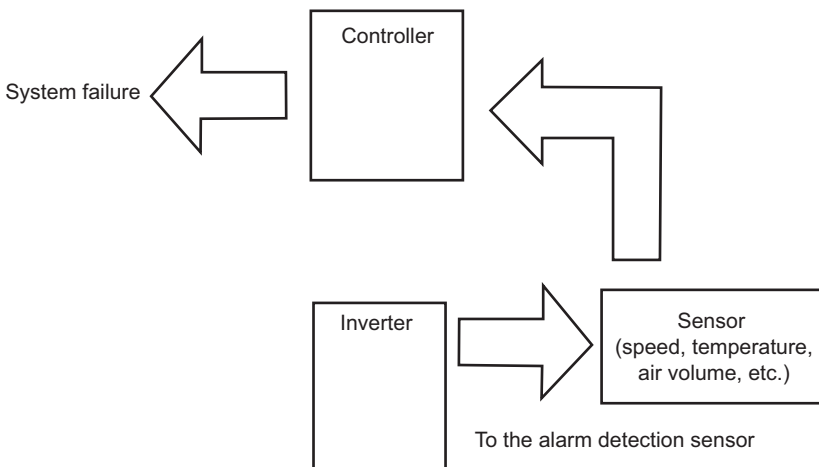 Controller
System failure
Inverter
Sensor
(speed, temperature,
air volume, etc.)
To the alarm detection sensor